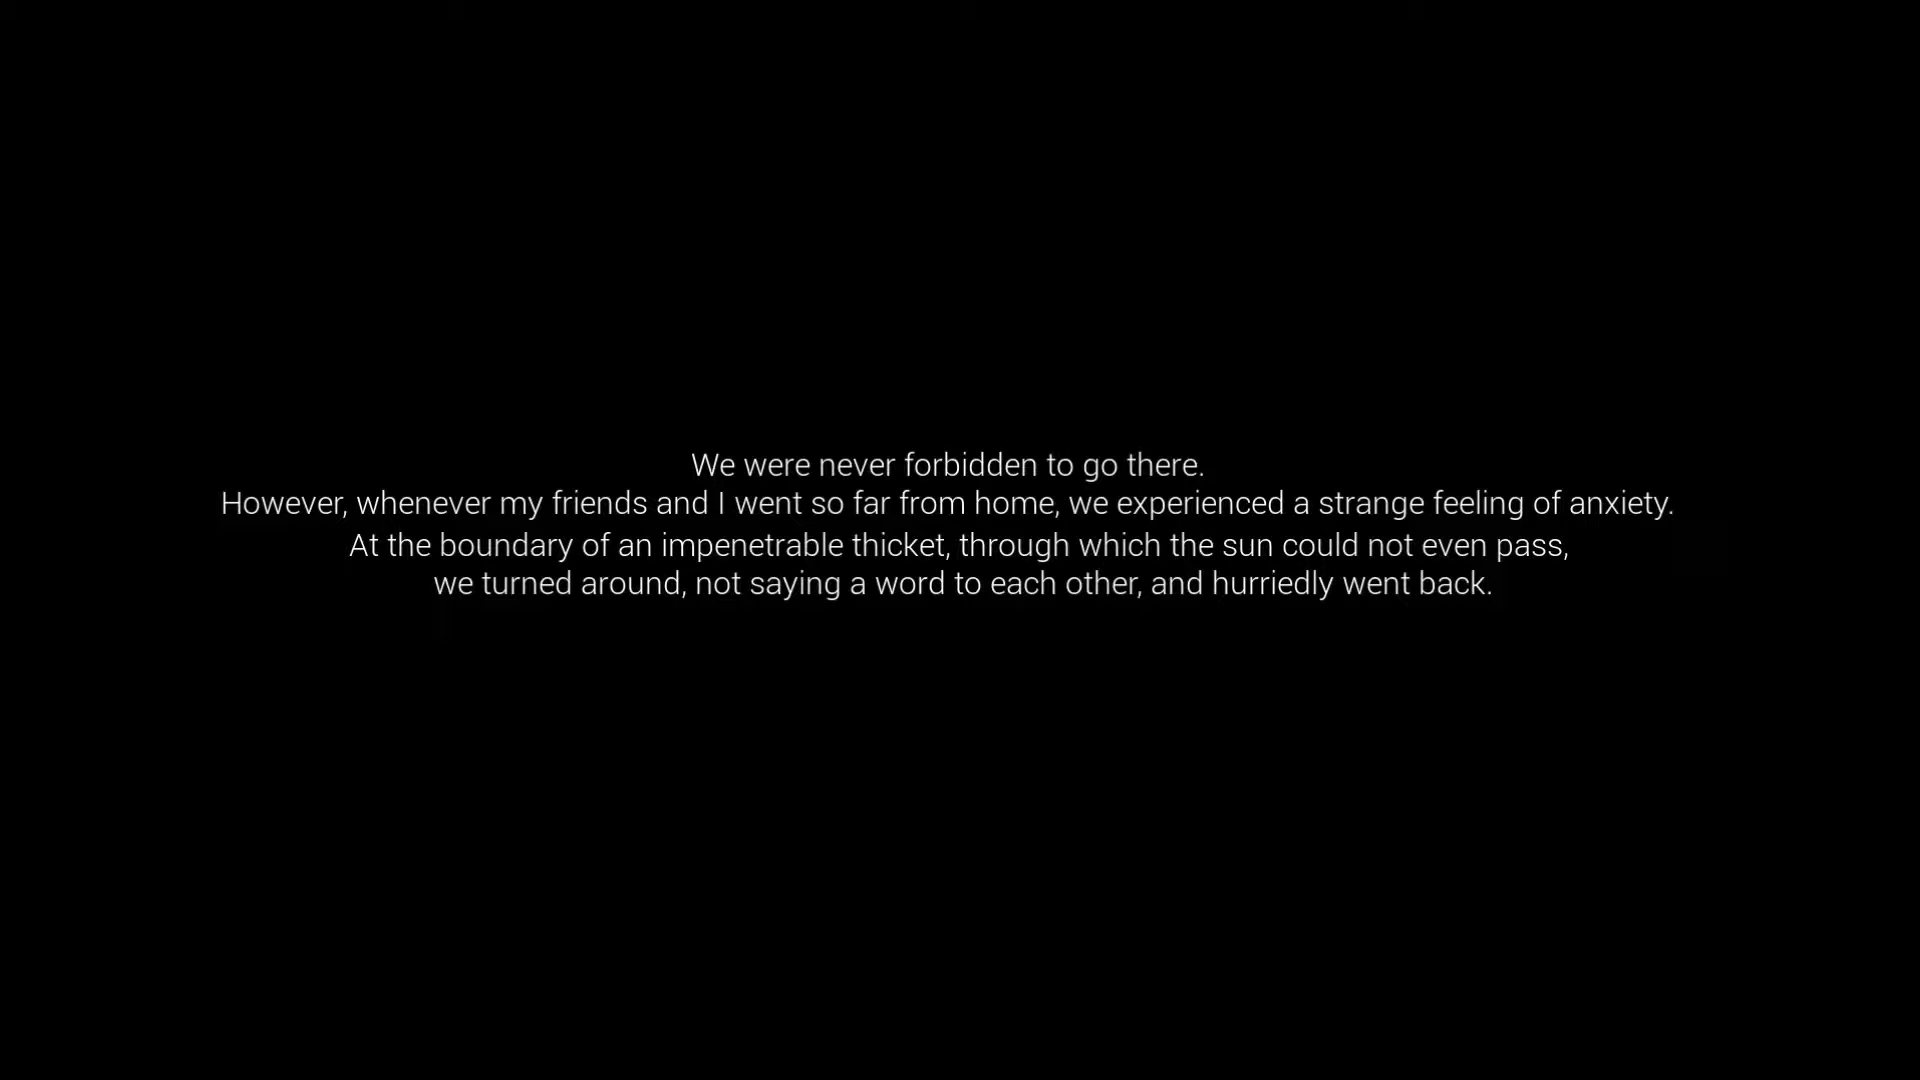 We were never forbidden to go there.
However, whenever my friends and I went so far from home, we experienced a strange feeling of anxiety.
At the boundary of an impenetrable thicket, through which the sun could not even pass,
we turned around, not saying a word to each other, and hurriedly went back.